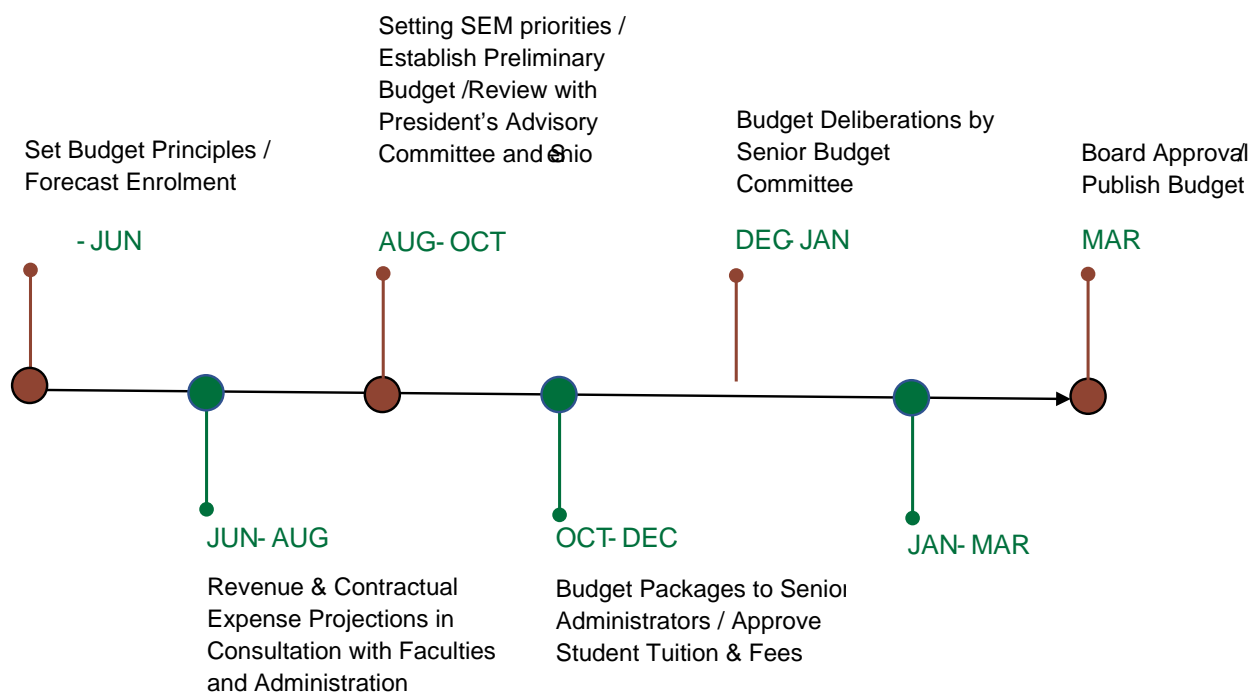 Set Budget Principles /
Forecast Enrolment
- JUN
Setting SEM priorities /
Establish Preliminary
Budget /Review with
President’s Advisory
Committee and
AUG- OCT
Budget Deliberations by
Senior Budget
Committee
DEC- JAN
Board Approval/
Publish Budget
MAR
JUN- AUG
Revenue & Contractual
Expense Projections in
Consultation with Faculties
and Administration
OCT- DEC
Budget Packages to Senior
Administrators / Approve
Student Tuition & Fees
JAN- MAR